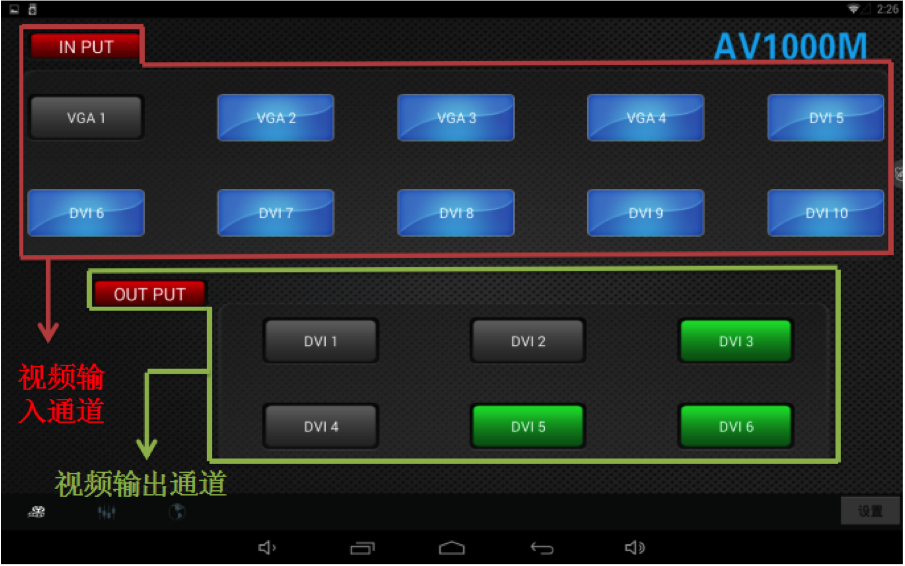 2:26
IN PUT
AV1000M
VGA 1
VGA 2
VGA 3
VGA 4
DVI 5
DVI 6
DVI 7
DVI 8
DVI 9
DVI 10
OUT PUT
DVI 1
DVI 2
DVI 3
DVI 4
DVI 5
DVI 6
视频输
入通道
视频输出通道
设置